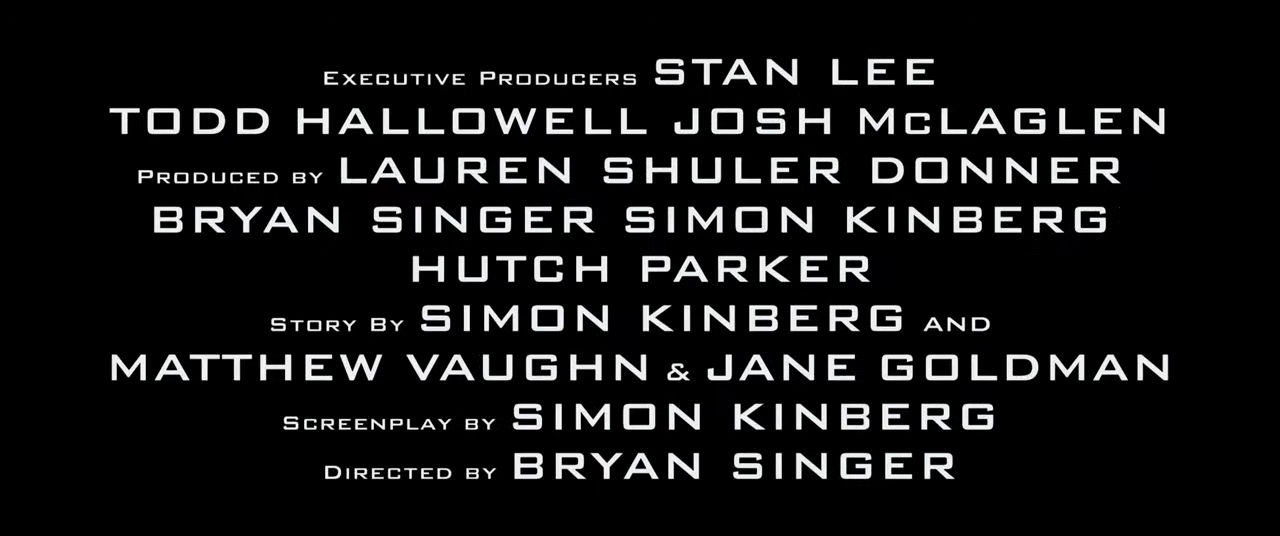 Executive Producers STAN LEE
TODD HALLOWELL JOSH McLAGLEN
Produced by LAUREN SHULER DONNER
BRYAN SINGER SIMON KINBERG
HUTCH PARKER
Story By SIMON KINBERG AND
MATTHEW VAUGHN & JANE GOLDMAN
Screenplay by SIMON KINBERG
Directed by BRYAN SINGER